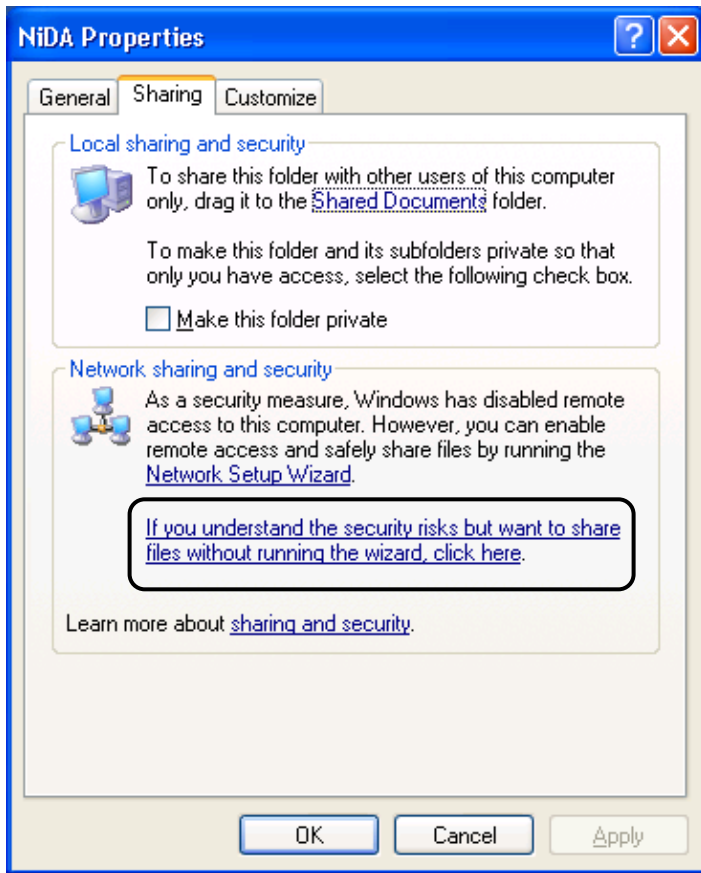 NiDA Properties
General Sharing Customize
Local sharing and security
To share this folder with other users of this computer
only, drag it to the Shared Documents folder.
To make this folder and its subfolders private so that
only you have access, select the following check box.
Make this folder private
Network sharing and security
As a security measure, Windows has disabled remote
access to this computer. However, you can enable
remote access and safely share files by running the
Network Setup Wizard.
If you understand the security risks but want to share
files without running the wizard, click here.
Learn more about sharing and security.
OK Cancel Apply